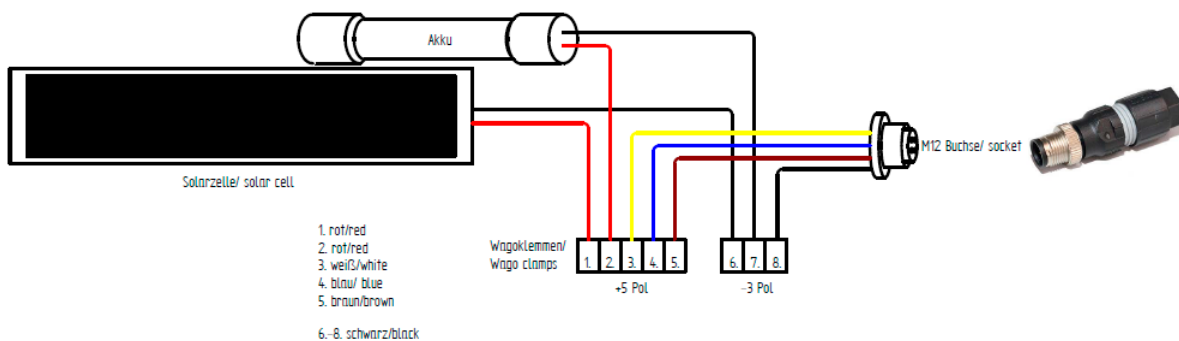 Akku
M12 Buchse/ socket
Solarzelle/ solar cell
1. rot/red
2. rot/red
3. weiß/white
4. blau/ blue
5. braun/brown
6.-8. schwarz/black
Wagoklemmen/
Wago clamps
1. 2. 3. 4. 5.
6. 7. 8.
+5 Pol
-3 Pol